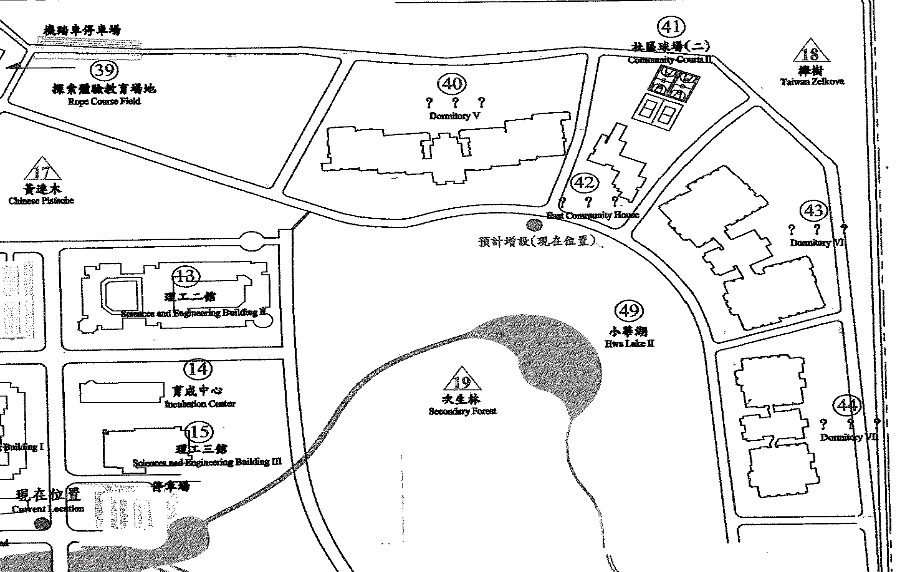 機踏車停車場
39
探索體驗教育場地
Rope Course Field
40
? ? ?
Dormitory V
41
社區球場(二)
Community Courts II
18
櫸樹
Taiwan Zelkova
17
黃連木
Chinese Pistache
42
? ? ?
East Community House
預計增設(現在位置)
43
? ? ?
Dormitory VI
13
理工二館
Sciences and Engineering Building II
49
小華湖
Hwa Lake II
14
育成中心
Incubation Center
19
次生林
Secondary Forest
44
? ? ?
Dormitory VII
15
理工三館
Sciences and Engineering Building III
Building I
停車場
現在位置
Current Location